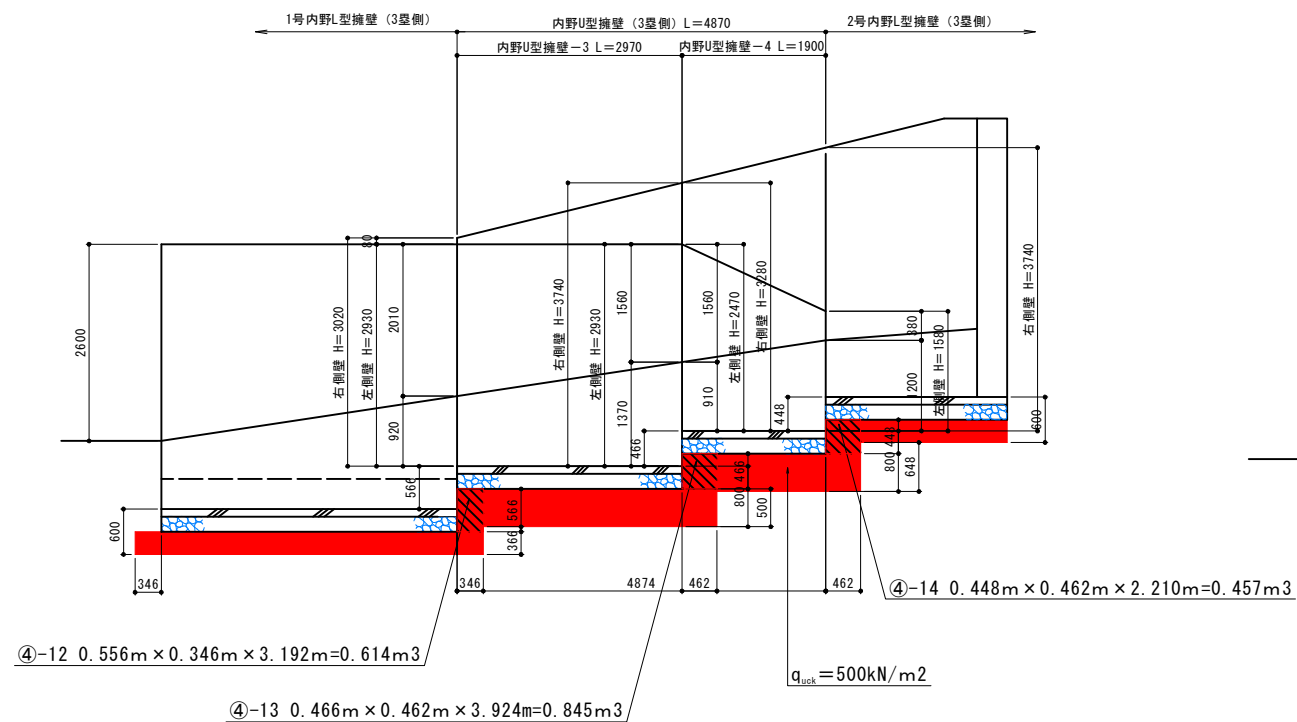 1号内野L型擁壁（3塁側）
内野U型擁壁（3塁側）L＝4870
2号内野L型擁壁（3塁側）
内野U型擁壁－3 L＝2970
内野U型擁壁－4 L＝1900
2600
右側壁 H＝3020
左側壁 H＝2930
80
2010
920
右側壁 H＝3740
左側壁 H＝2930
1560
1370
1560
910
左側壁 H＝2470
右側壁 H＝3280
380
1200
左側壁 H＝1580
右側壁 H＝3740
448
466
566
600
600
448
800
648
466
800
500
566
366
346
346
4874
462
462
④-14 0.448m×0.462m×2.210m=0.457m3
④-12 0.556m×0.346m×3.192m=0.614m3
quck＝500kN/m2
④-13 0.466m×0.462m×3.924m=0.845m3